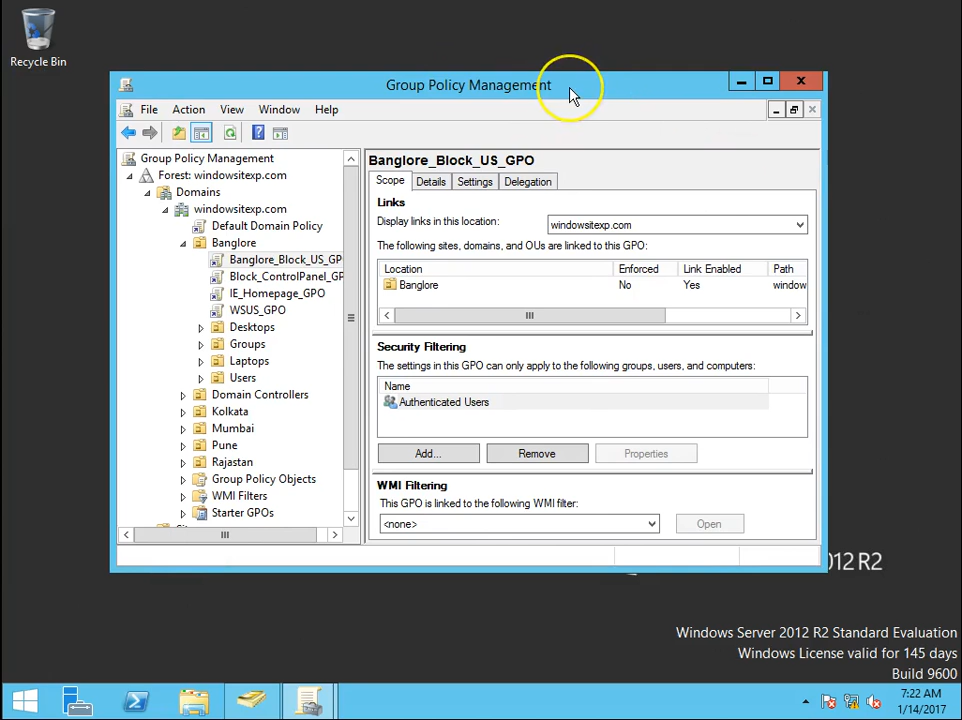 Recycle Bin
Group Policy Management
File Action View Window Help
Group Policy Management
Forest: windowsitexp.com
Domains
windowsitexp.com
Default Domain Policy
Banglore
Banglore_Block_US_GP
Block_ControlPanel_GP
IE_Homepage_GPO
WSUS_GPO
Desktops
Groups
Laptops
Users
Domain Controllers
Kolkata
Mumbai
Pune
Rajastan
Group Policy Objects
WMI Filters
Starter GPOs
Banglore_Block_US_GPO
Scope Details Settings Delegation
Links
Display links in this location: windowsitexp.com
The following sites, domains, and OUs are linked to this GPO:
Location Enforced Link Enabled Path
Banglore No Yes window
Security Filtering
The settings in this GPO can only apply to the following groups, users, and computers:
Name
Authenticated Users
Add... Remove Properties
WMI Filtering
This GPO is linked to the following WMI filter:
<none> Open
012 R2
Windows Server 2012 R2 Standard Evaluation
Windows License valid for 145 days
Build 9600
7:22 AM
1/14/2017